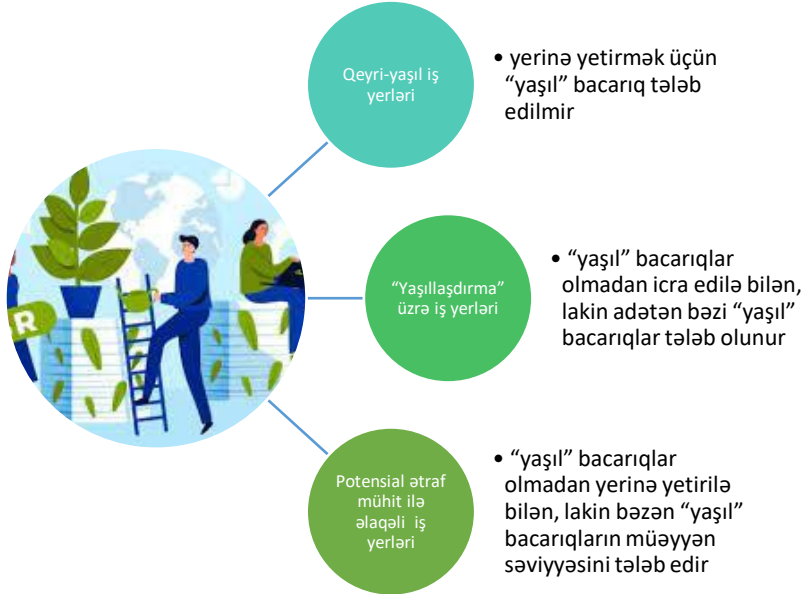 Qeyri-yaşıl iş
yerləri
• yerinə yetirmək üçün
“yaşıl” bacarıq tələb
edilmir
R
“Yaşıllaşdırma”
üzrə iş yerləri
• “yaşıl” bacarıqlar
olmadan icra edilə bilən,
lakin adətən bəzi “yaşıl”
bacarıqlar tələb olunur
Potensial ətraf
mühit ilə
əlaqəli iş
yerləri
• “yaşıl” bacarıqlar
olmadan yerinə yetirilə
bilən, lakin bəzən “yaşıl”
bacarıqların müəyyən
səviyyəsini tələb edir